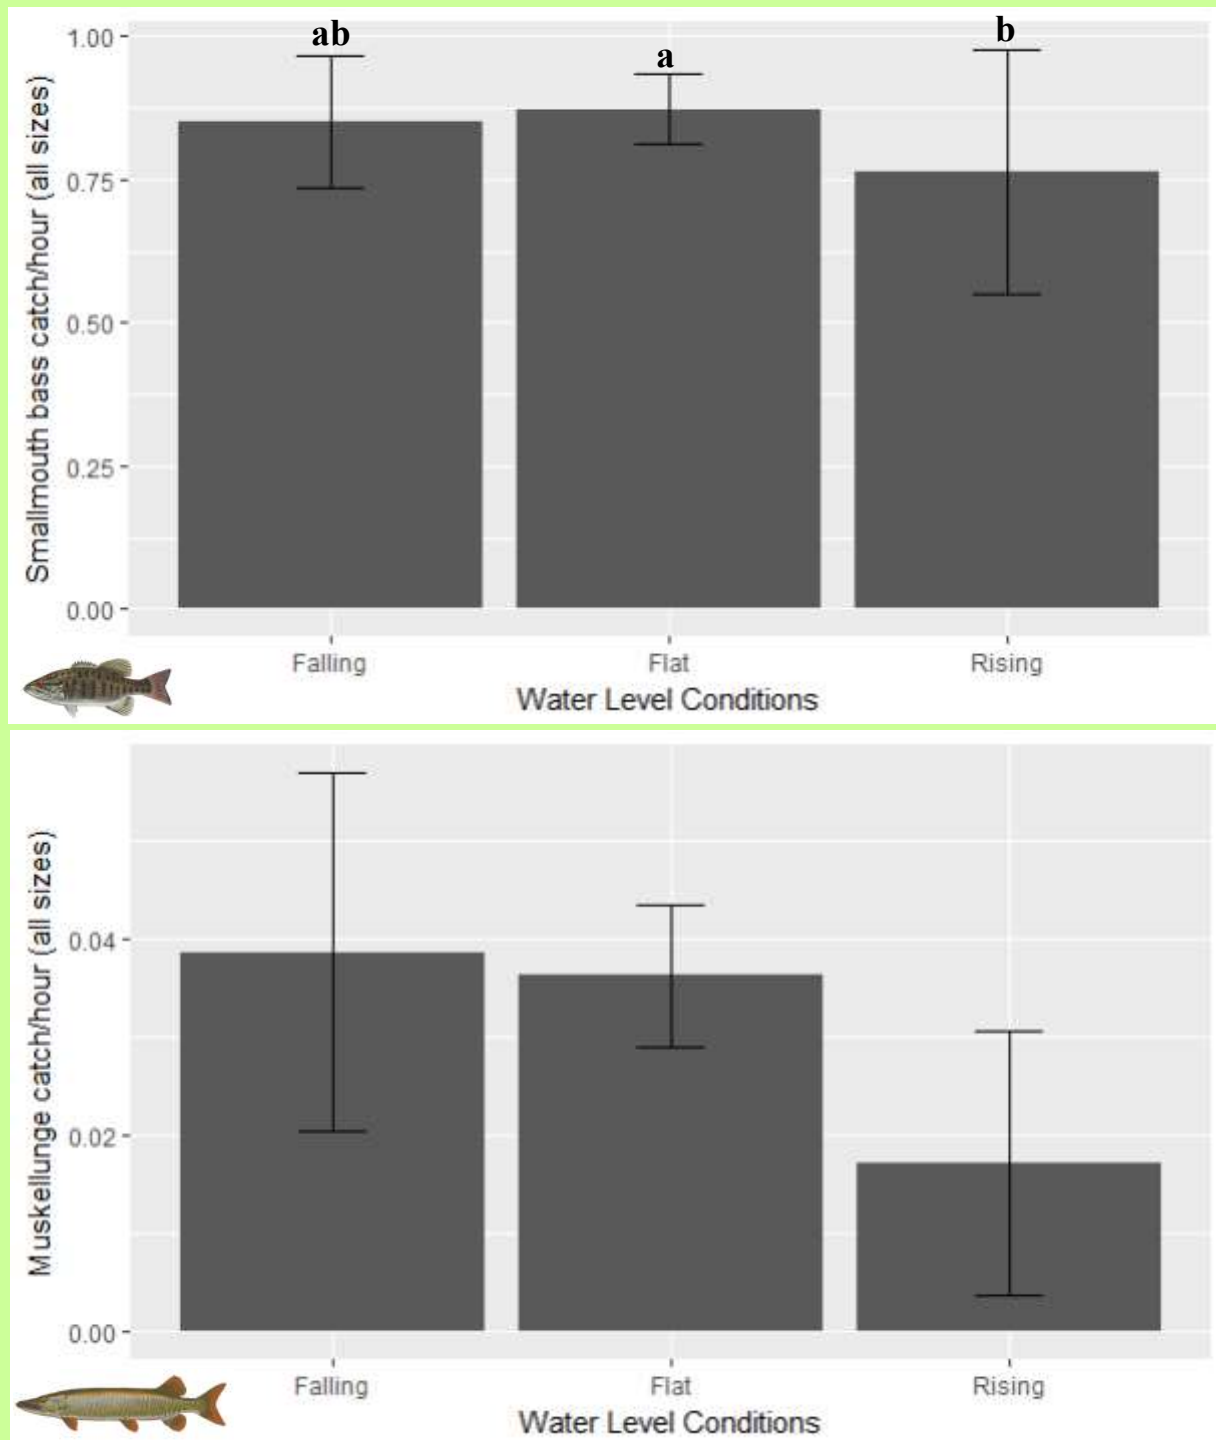 Smallmouth bass catch/hour (all sizes)
1.00
0.75
0.50
0.25
0.00
ab
a
b
Falling
Flat
Rising
Water Level Conditions
Muskellunge catch/hour (all sizes)
0.04
0.02
0.00
Falling
Flat
Rising
Water Level Conditions